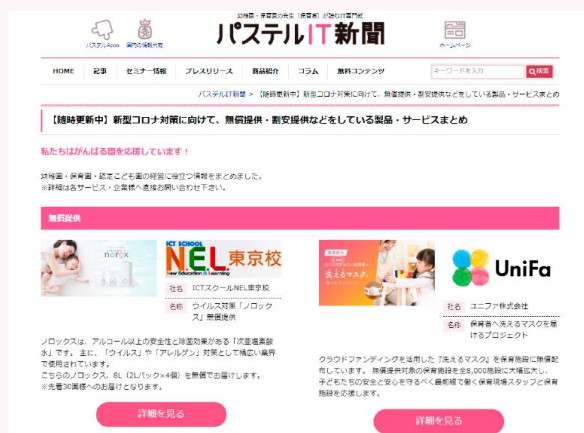 幼稚園・保育園の先生（保育者）が読むIT専門紙
パステルIT新聞
パステルApps
園内の情報共有
ホームページ
HOME 記事 セミナー情報 プレスリリース 商品紹介 コラム 無料コンテンツ
キーワードを入力
検索
パステルIT新聞 > 【随時更新中】新型コロナ対策に向けて、無償提供・割安提供などをしている製品・サービスまとめ
【随時更新中】新型コロナ対策に向けて、無償提供・割安提供などをしている製品・サービスまとめ
私たちはがんばる園を応援しています！
幼稚園・保育園・認定こども園の経営に役立つ情報をまとめました。
※詳細は各サービス・企業様へ直接お問い合わせ下さい。
無償提供
norox
ICT SCHOOL
N.E.L.
New Education & Learning
東京校
社名 ICTスクールNEL東京校
名称 ウイルス対策「ノロック
ス」無償提供
ノロックスは、アルコール以上の安全性と除菌効果がある「次亜塩素酸
水」です。 主に、「ウイルス」や「アレルゲン」対策として幅広い業界
で使用されています。
こちらのノロックス、8L（2Lパック×4個）を無償でお届けします。
※先着30園様へのお届けとなります。
詳細を見る
洗えるマスク
UniFa
社名 ユニファ株式会社
名称 保育者へ洗えるマスクを届
けるプロジェクト
クラウドファンディングを活用した「洗えるマスク」を保育施設に無償配
布しています。 無償提供対象の保育施設を全8,000施設に大幅拡大し、
子どもたちの安全と安心を守るべく最前線で働く保育現場スタッフと保育
施設を応援します。
詳細を見る